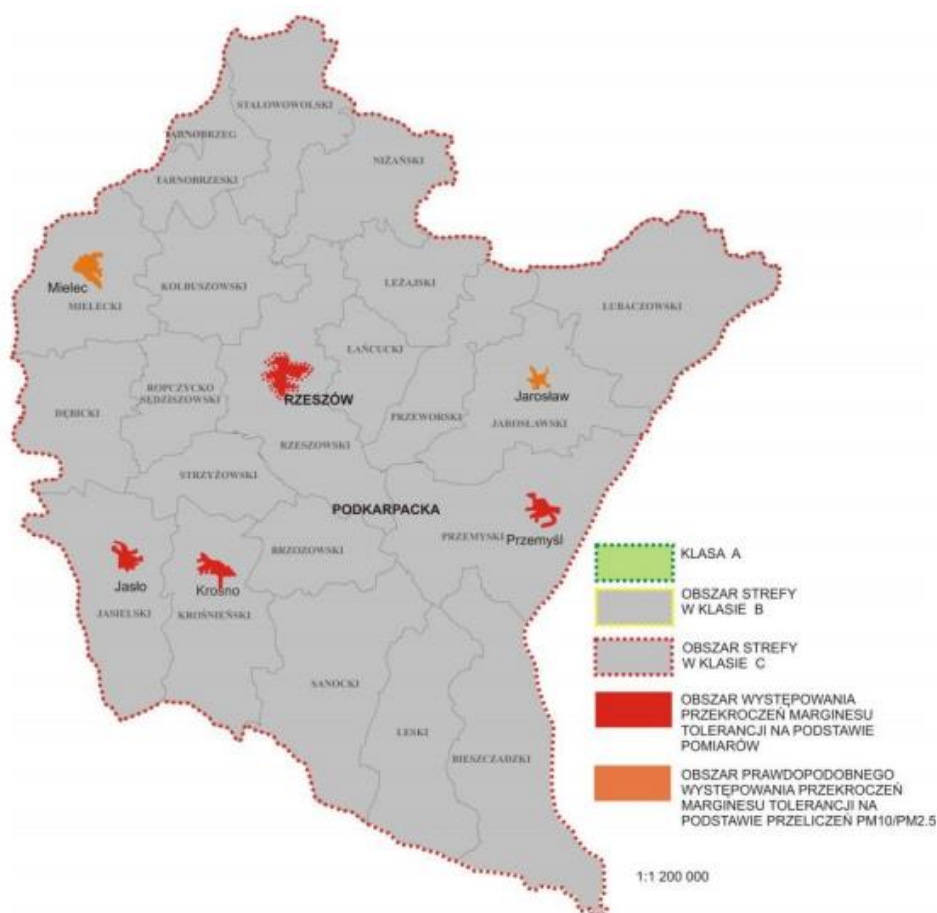 STALOWOWOLSKI
TARNOBRZEG
NIŻAŃSKI
TARNOBRZESKI
Mielec
MIELECKI
KOLBUSZOWSKI
LEŻAJSKI
LUBACZOWSKI
ŁAŃCUCKI
ROPCZYCKO
SĘDZISZOWSKI
RZESZÓW
Jarosław
DĘBICKI
PRZEWORSKI
JAROSŁAWSKI
RZESZOWSKI
STRZYŻOWSKI
PODKARPACKA
PRZEMYSKI
Przemyśl
BRZOZOWSKI
Jasło
Krosno
JASIELSKI
KROŚNIEŃSKI
SANOCKI
LESKI
BIESZCZADZKI
KLASA A
OBSZAR STREFY
W KLASIE B
OBSZAR STREFY
W KLASIE C
OBSZAR WYSTĘPOWANIA
PRZEKROCZEŃ MARGINESU
TOLERANCJI NA PODSTAWIE
POMIARÓW
OBSZAR PRAWDOPODOBNEGO
WYSTĘPOWANIA PRZEKROCZEŃ
MARGINESU TOLERANCJI NA
PODSTAWIE PRZELICZEŃ PM10/PM2.5
1:1 200 000